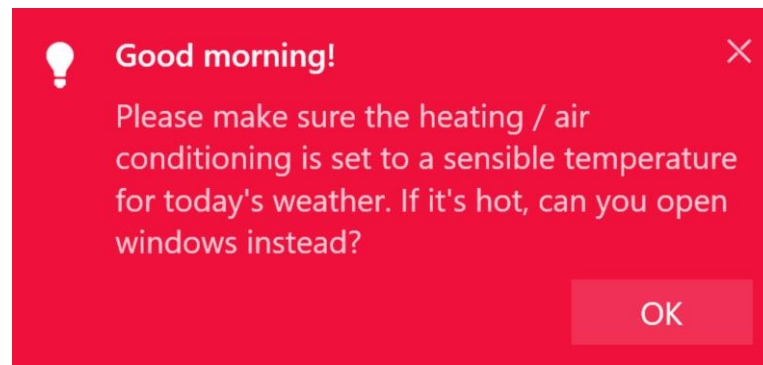 Good morning!
Please make sure the heating / air
conditioning is set to a sensible temperature
for today's weather. If it's hot, can you open
windows instead?
OK